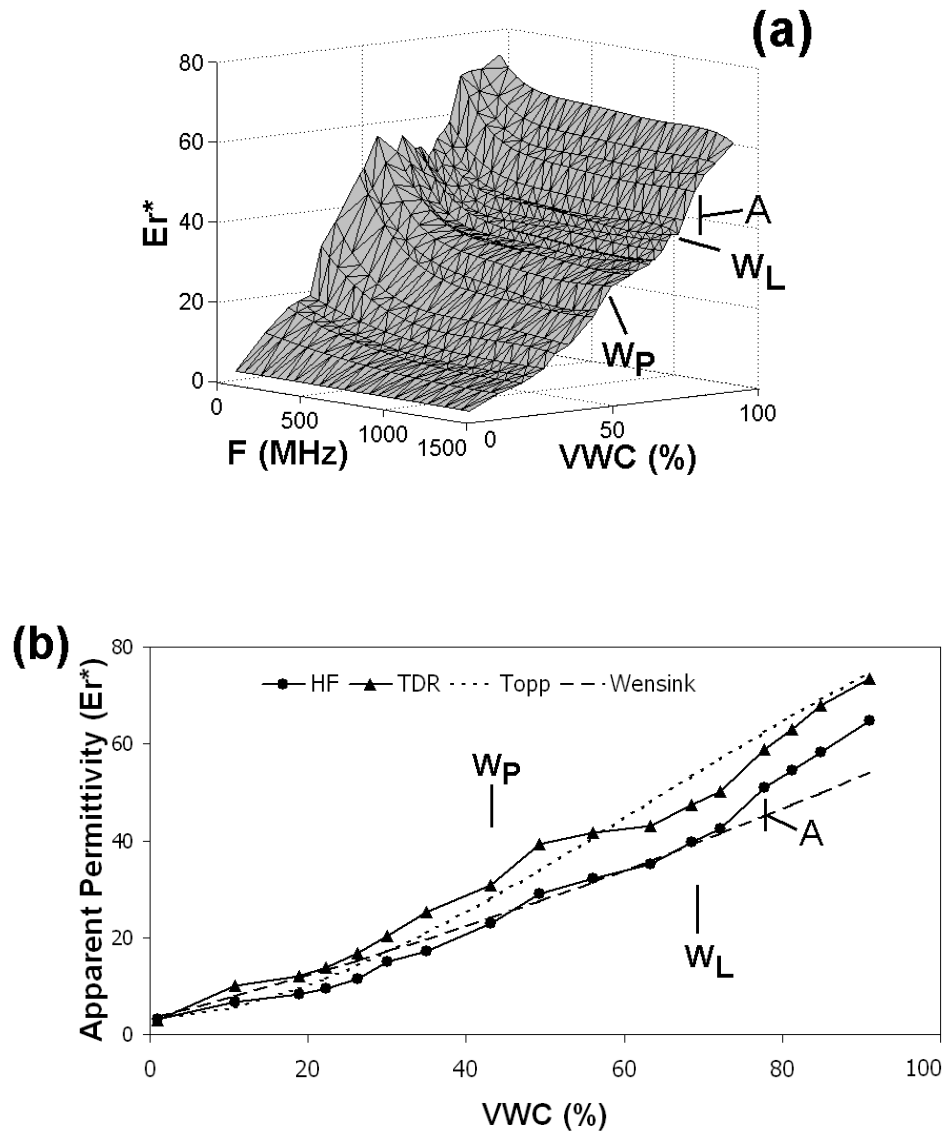 (a)
80
60
40
20
0
Er*
0
500
1000
1500
F (MHz)
0
50
100
VWC (%)
A
wL
wP
(b)
Apparent Permittivity (Er*)
80
60
40
20
0
HF TDR Topp Wensink
wP
A
wL
0 20 40 60 80 100
VWC (%)